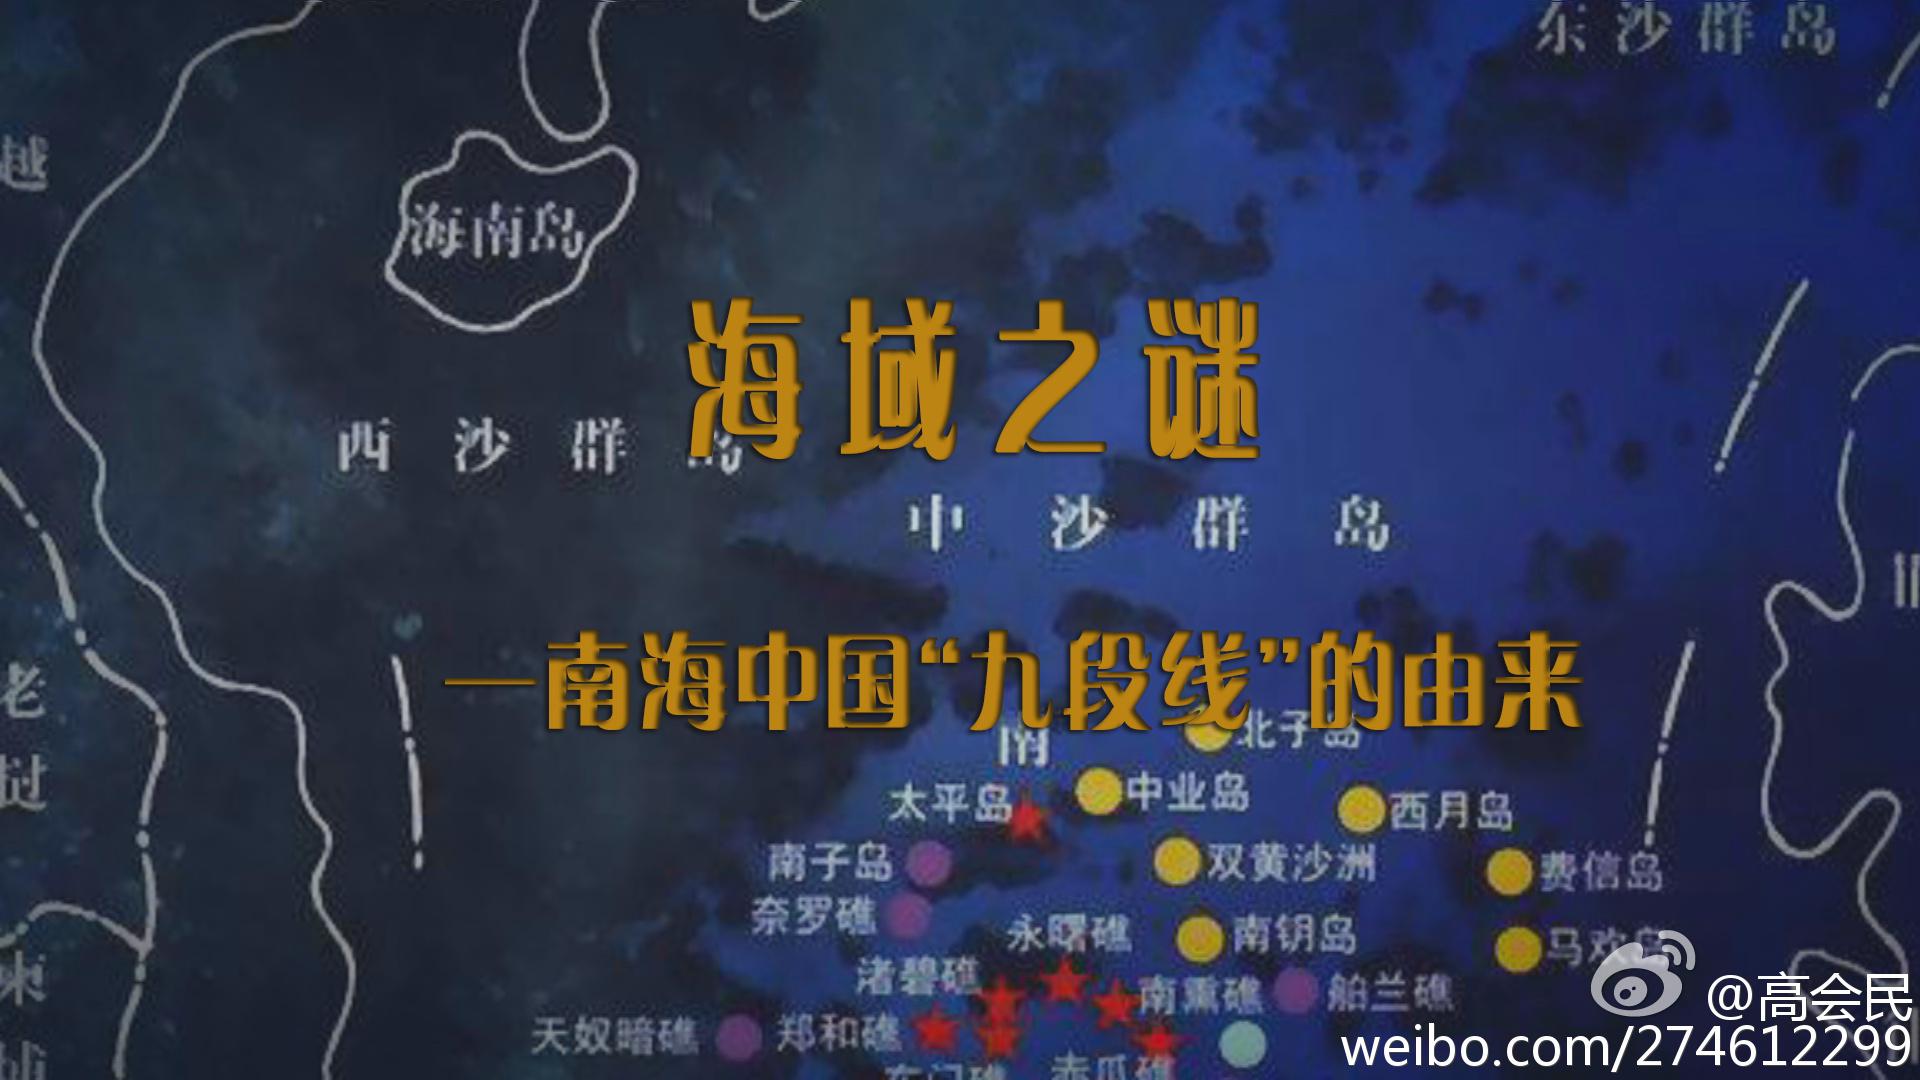 东沙群岛
越
海南岛
海域之谜
西沙群岛
中沙群岛
—南海中国“九段线”的由来
老挝
南
北子岛
太平岛
中业岛
西月岛
南子岛
双黄沙洲
费信岛
奈罗礁
永曙礁
南钥岛
马欢岛
渚碧礁
南熏礁
舶兰礁
天奴暗礁
郑和礁
东门礁
赤瓜礁
柬埔
@高会民
weibo.com/274612299